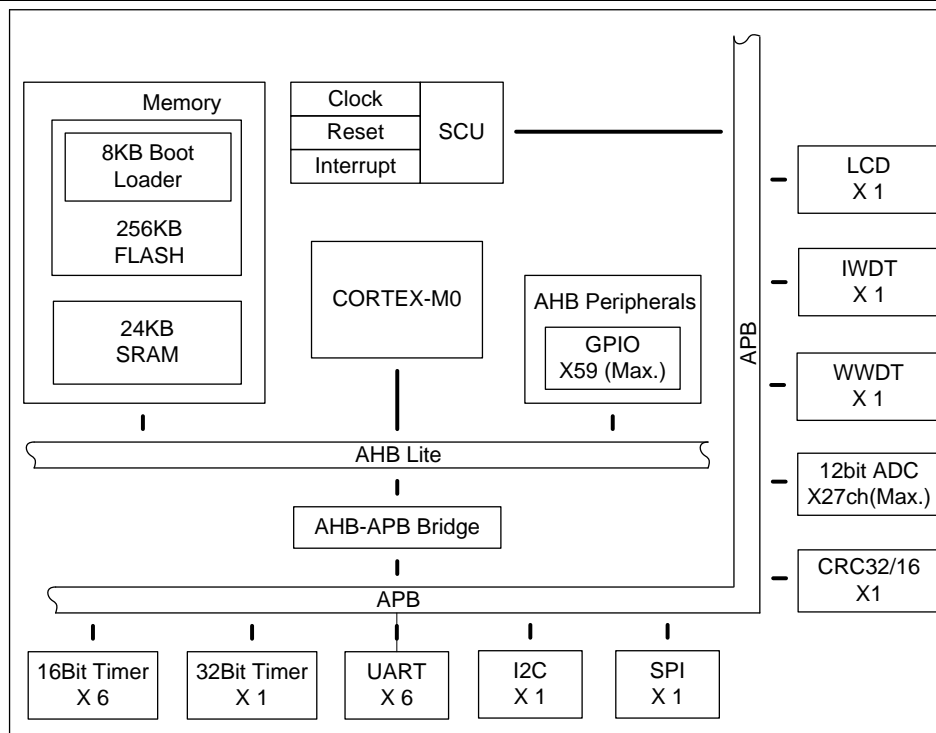 Memory
8KB Boot
Loader
256KB
FLASH
24KB
SRAM
Clock
Reset
Interrupt
SCU
CORTEX-M0
AHB Peripherals
GPIO
X59 (Max.)
AHB Lite
AHB-APB Bridge
APB
APB
LCD
X 1
IWDT
X 1
WWDT
X 1
12bit ADC
X27ch(Max.)
CRC32/16
X1
16Bit Timer
X 6
32Bit Timer
X 1
UART
X 6
I2C
X 1
SPI
X 1